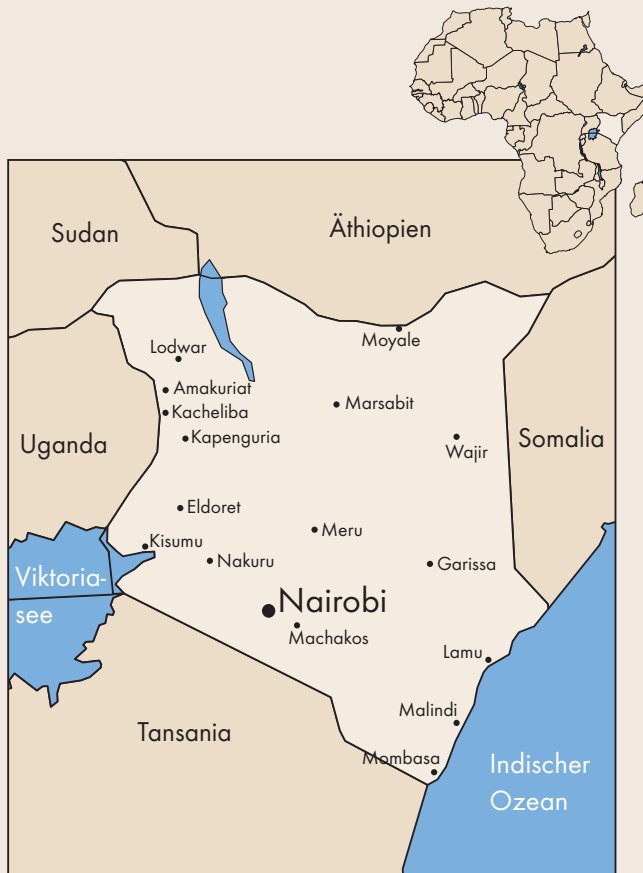 Sudan
Äthiopien
Moyale
Lodwar
Amakuriat
Marsabit
Kacheliba
Kapenguria
Uganda
Somalia
Wajir
Eldoret
Meru
Kisumu
Nakuru
Garissa
Viktoria-
see
Nairobi
Machakos
Lamu
Malindi
Tansania
Mombasa
Indischer
Ozean